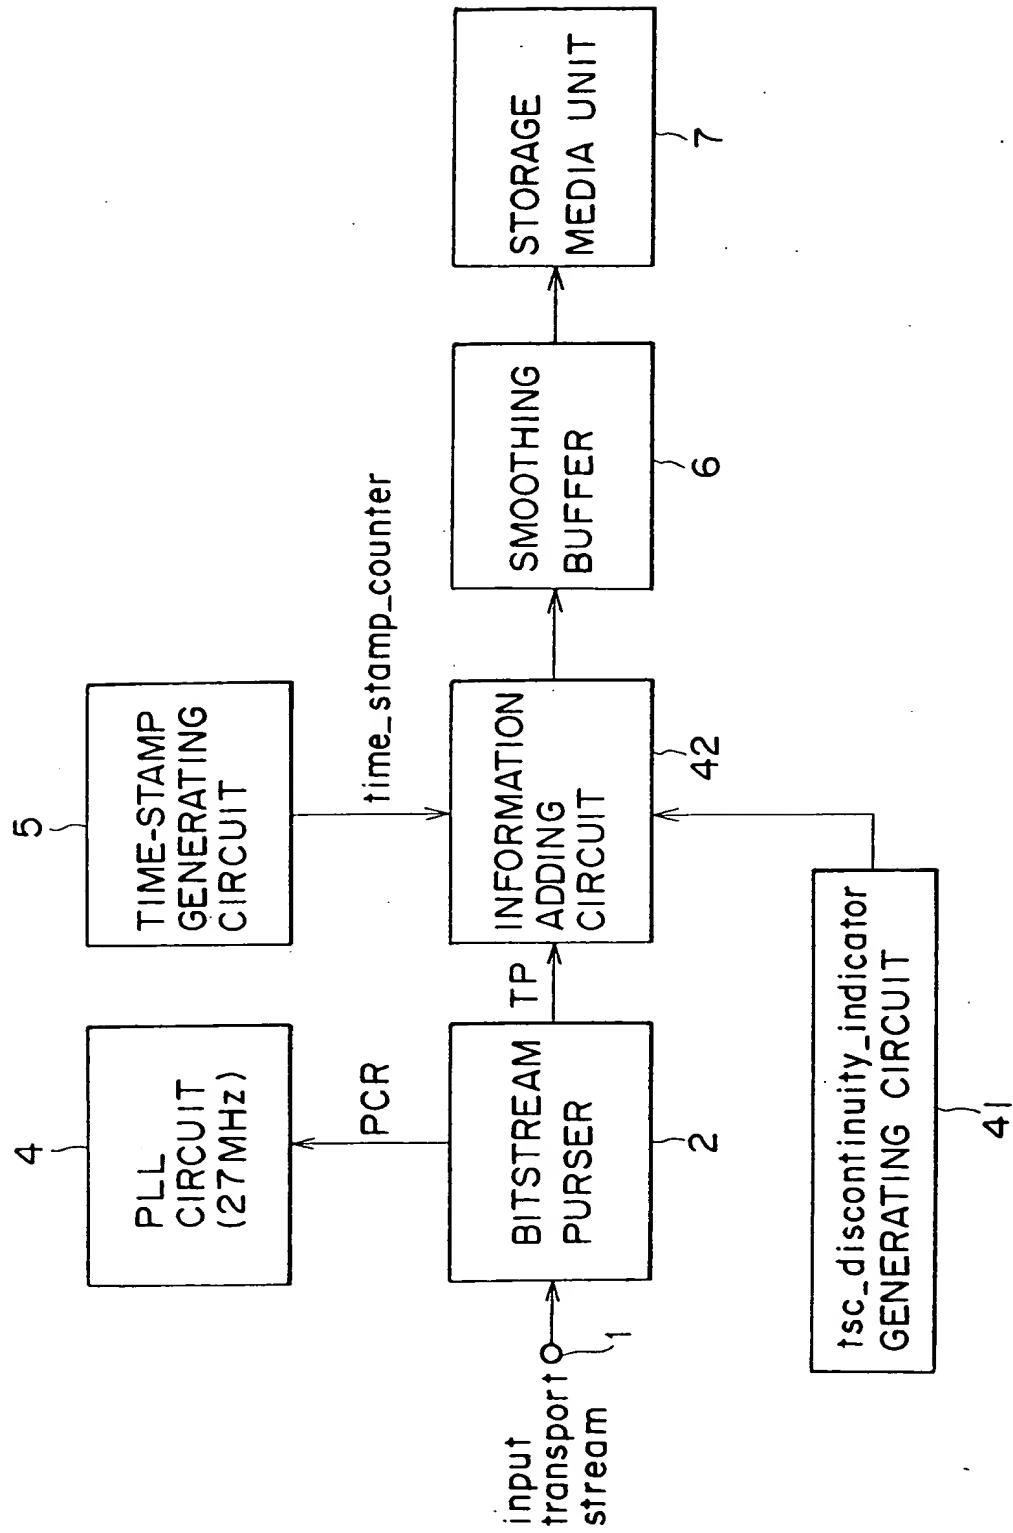 4
PLL
CIRCUIT
(27MHz)
5
TIME-STAMP
GENERATING
CIRCUIT
PCR
time_stamp_counter
input
transport
stream
1
BITSTREAM
PURSER
2
TP
INFORMATION
ADDING
CIRCUIT
42
SMOOTHING
BUFFER
6
STORAGE
MEDIA UNIT
7
tsc_discontinuity_indicator
GENERATING CIRCUIT
41